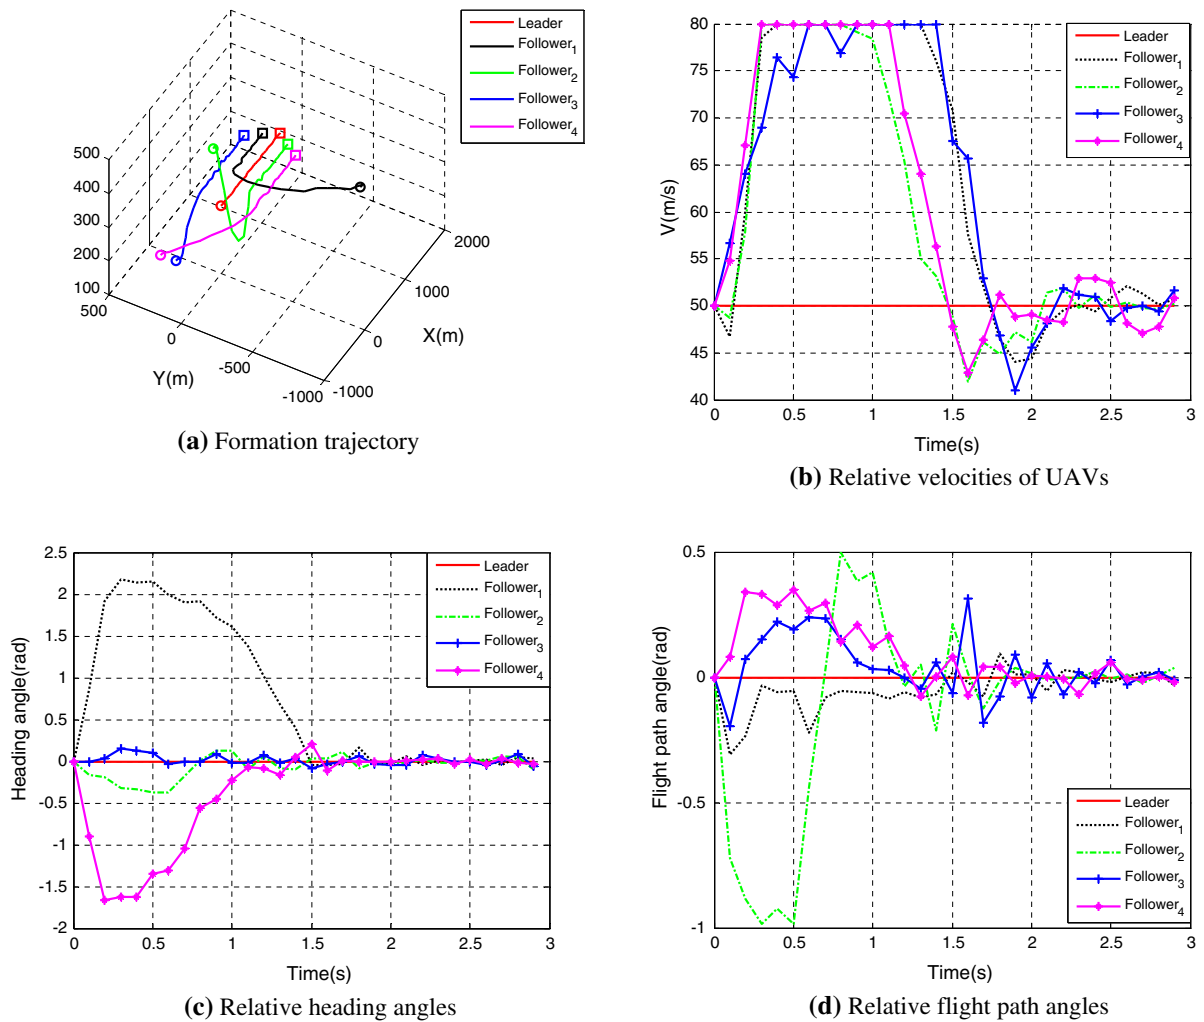 Leader
Follower1
Follower2
Follower3
Follower4
500
400
300
200
100
500
0
-500
-1000
-1000
0
1000
2000
Y(m)
X(m)
(a) Formation trajectory
80
75
70
65
60
55
50
45
40
0
0.5
1
1.5
2
2.5
3
V(m/s)
Time(s)
Leader
Follower1
Follower2
Follower3
Follower4
(b) Relative velocities of UAVs
2.5
2
1.5
1
0.5
0
-0.5
-1
-1.5
-2
0
0.5
1
1.5
2
2.5
3
Heading angle(rad)
Time(s)
Leader
Follower1
Follower2
Follower3
Follower4
(c) Relative heading angles
0.5
0
-0.5
-1
0
0.5
1
1.5
2
2.5
3
Flight path angle(rad)
Time(s)
Leader
Follower1
Follower2
Follower3
Follower4
(d) Relative flight path angles